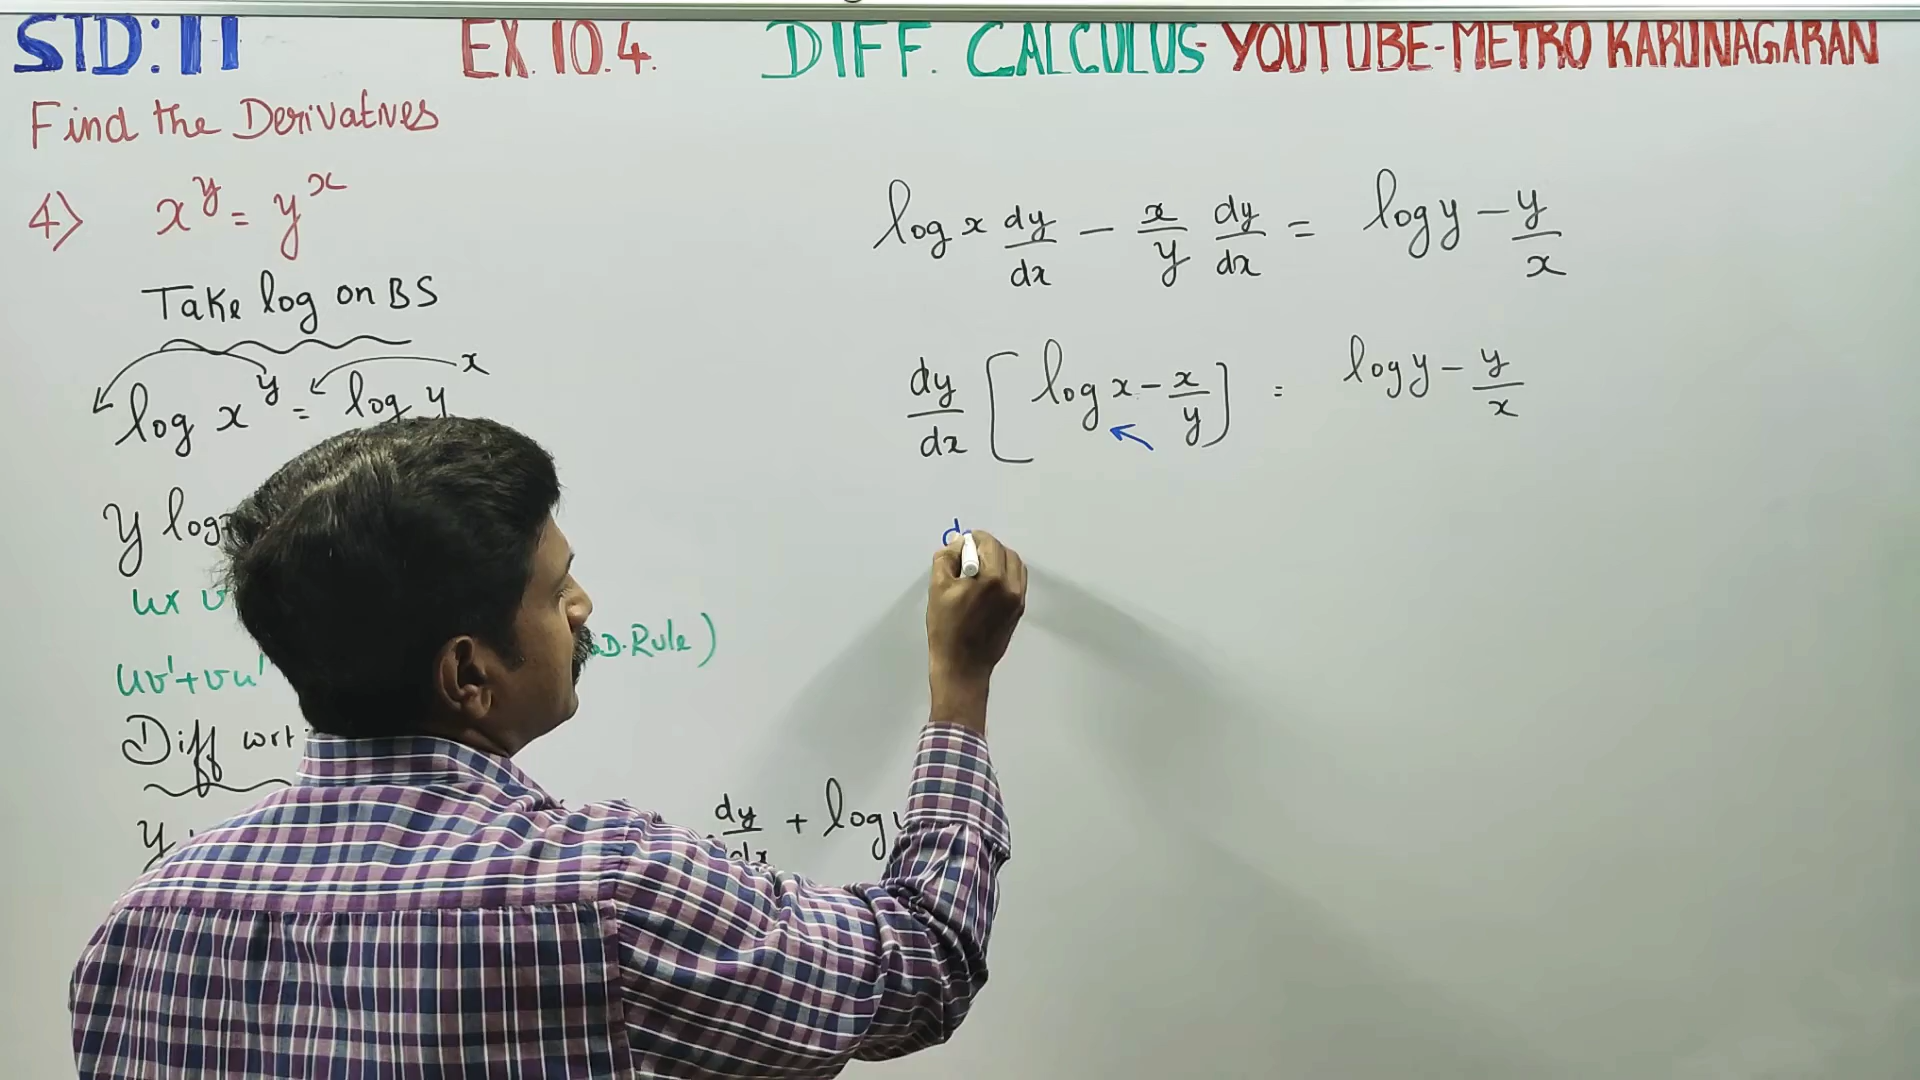 STD: 11 EX. 10.4. DIFF. CALCULUS- YOUTUBE-METRO KARUNAGARAN
Find the Derivatives
4) x^y = y^x
Take log on BS
log x^y = log y^x
y log
ux v
D. Rule)
uv' + vu'
Diff wrt
y
dy/dx + log
log x dy/dx - x/y dy/dx = log y - y/x
dy/dx [ log x - x/y ] = log y - y/x
d